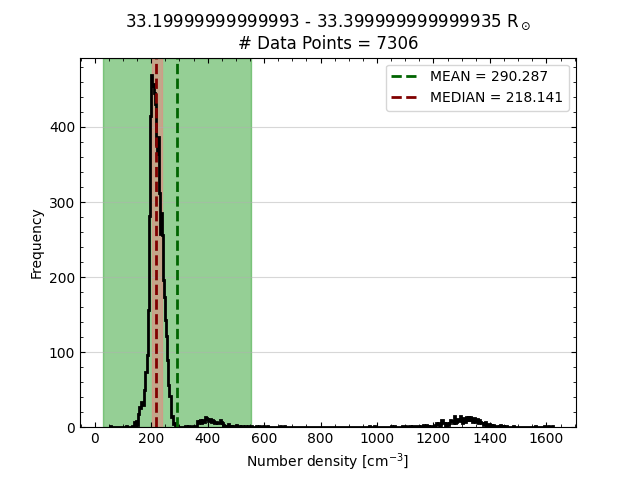 33.19999999999993 - 33.399999999999935 R⊙
# Data Points = 7306
MEAN = 290.287
MEDIAN = 218.141
Frequency
400
300
200
100
0
0 200 400 600 800 1000 1200 1400 1600
Number density [cm⁻³]